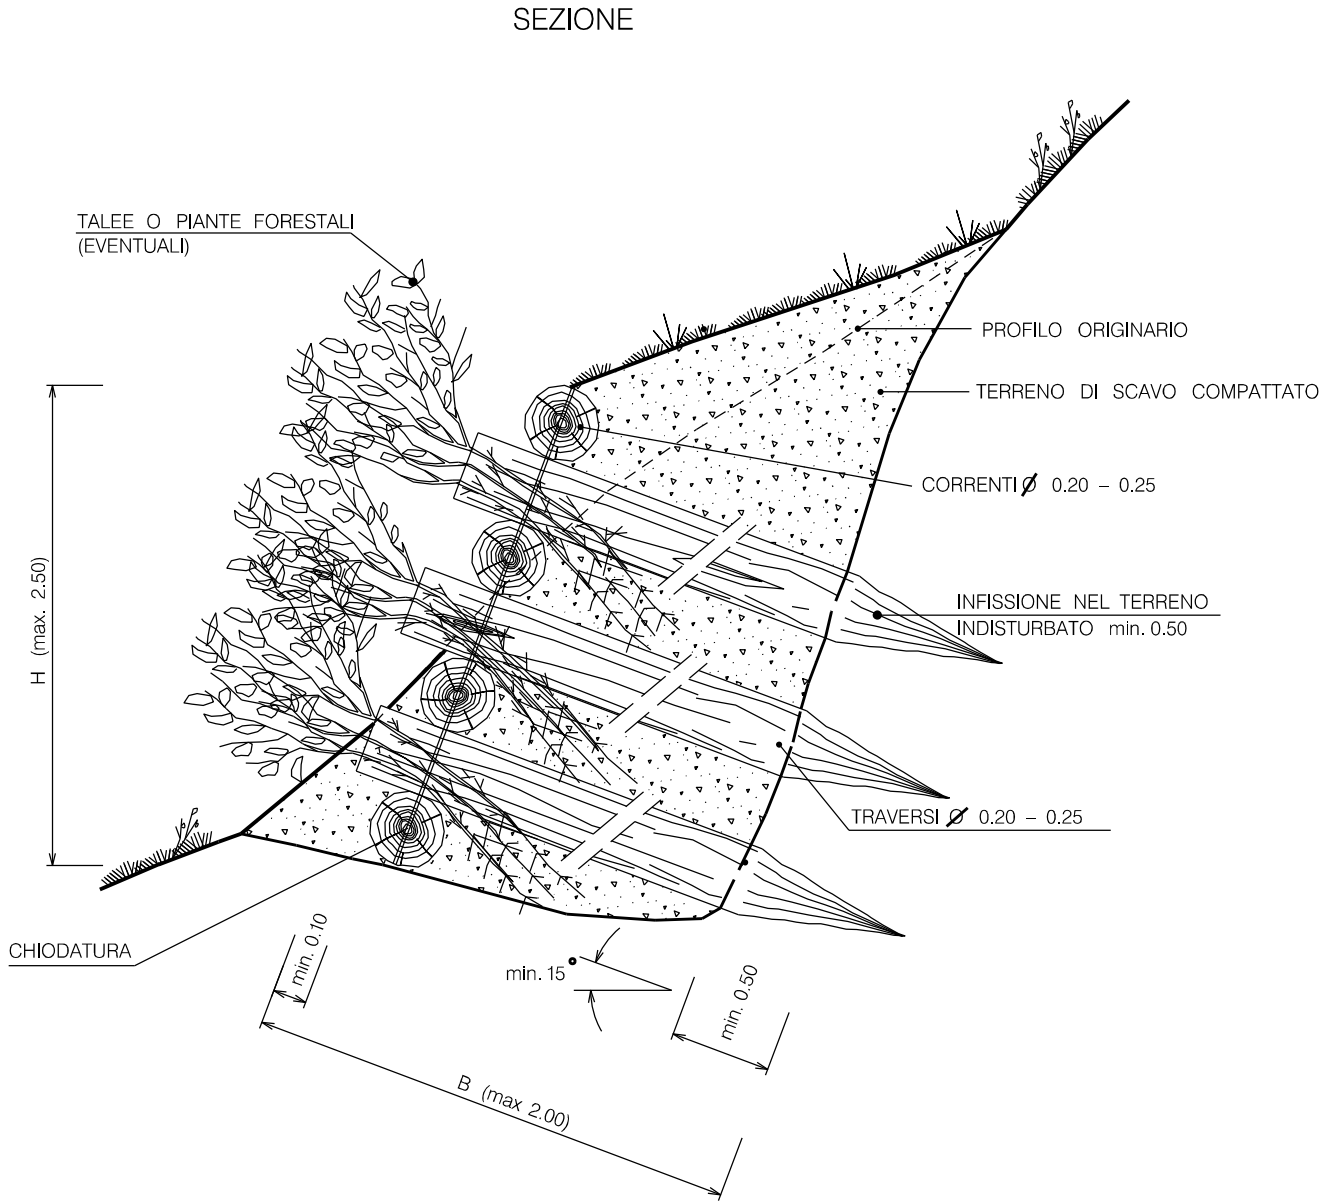 SEZIONE
TALEE O PIANTE FORESTALI
(EVENTUALI)
PROFILO ORIGINARIO
TERRENO DI SCAVO COMPATTATO
CORRENTI Ø 0.20 - 0.25
H (max. 2.50)
INFISSIONE NEL TERRENO
INDISTURBATO min. 0.50
TRAVERSI Ø 0.20 - 0.25
CHIODATURA
min. 0.10
min. 15°
min. 0.50
B (max 2.00)